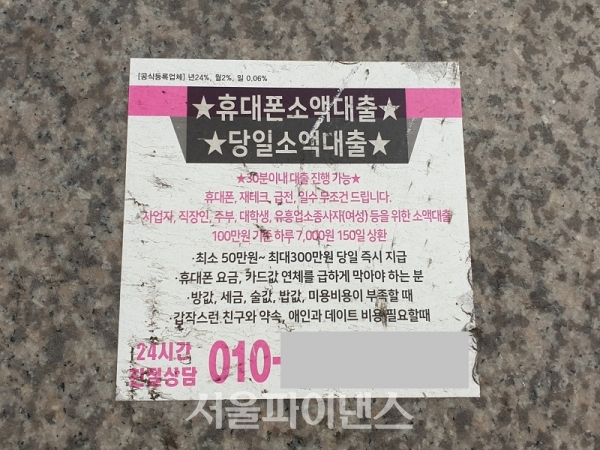 [공식등록업체] 년24%, 월2%, 일 0.06%
★휴대폰소액대출★
★당일소액대출★
★30분이내 대출 진행 가능★
휴대폰, 재테크, 급전, 일수 무조건 드립니다.
사업자, 직장인, 주부, 대학생, 유흥업소종사자(여성) 등을 위한 소액대출
100만원 기준 하루 7,000원 150일 상환
·최소 50만원~ 최대300만원 당일 즉시 지급
·휴대폰 요금, 카드값 연체를 급하게 막아야 하는 분
·방값, 세금, 술값, 밥값, 미용비용이 부족할 때
·갑작스런 친구와 약속, 애인과 데이트 비용 필요할때
24시간
친절상담 010-
서울파이낸스